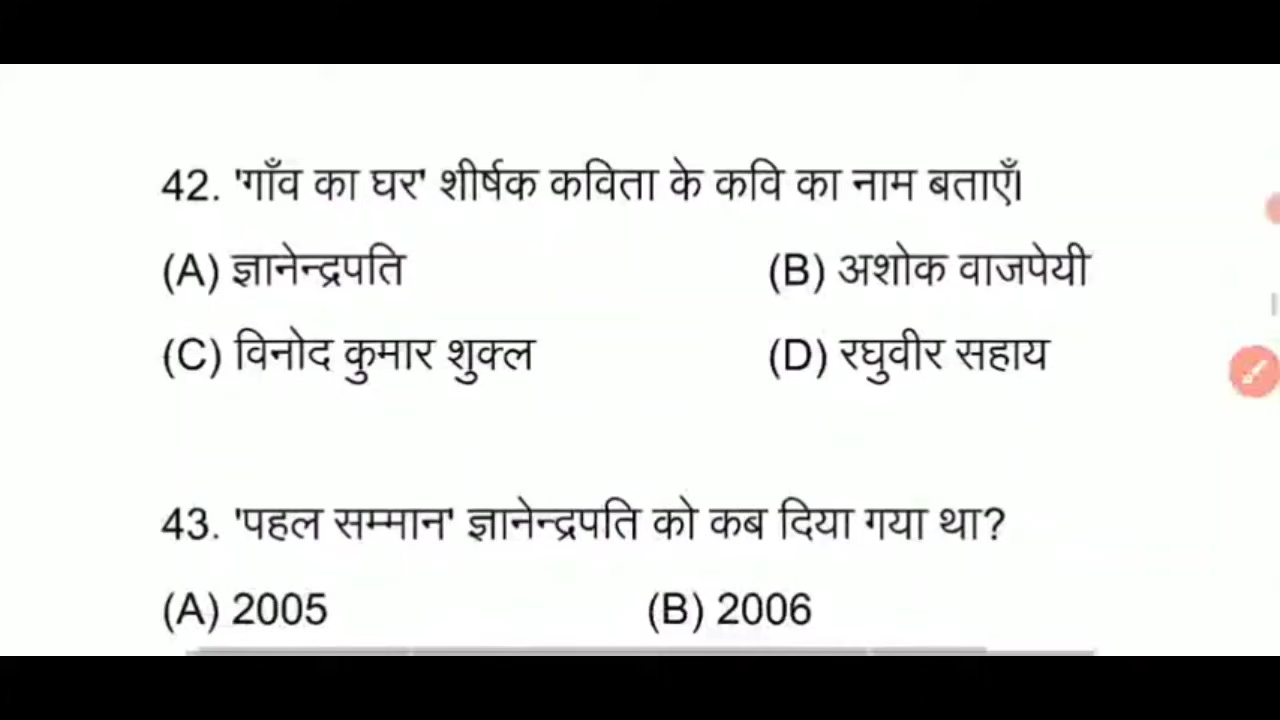 42. 'गाँव का घर' शीर्षक कविता के कवि का नाम बताएँ।
(A) ज्ञानेन्द्रपति (B) अशोक वाजपेयी
(C) विनोद कुमार शुक्ल (D) रघुवीर सहाय
43. 'पहल सम्मान' ज्ञानेन्द्रपति को कब दिया गया था?
(A) 2005 (B) 2006